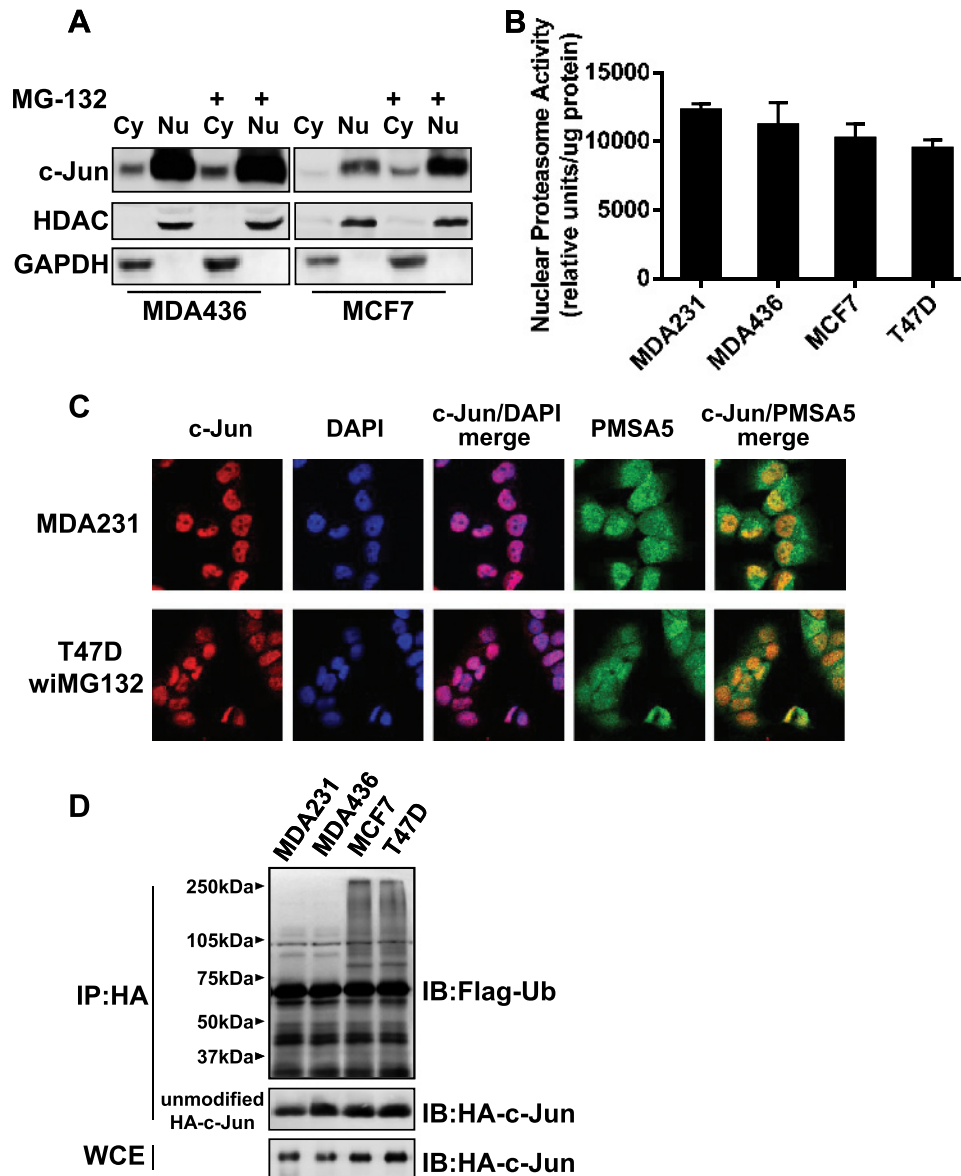 A
MG-132 + +  + +
Cy Nu Cy Nu Cy Nu Cy Nu
c-Jun
HDAC
GAPDH
MDA436 MCF7
B
Nuclear Proteasome Activity
(relative units/ug protein)
15000
10000
5000
0
MDA231 MDA436 MCF7 T47D
C
c-Jun DAPI c-Jun/DAPI merge PMSA5 c-Jun/PMSA5 merge
MDA231
T47D
wiMG132
D
MDA231 MDA436 MCF7 T47D
250kDa
105kDa
75kDa
50kDa
37kDa
IP:HA
IB:Flag-Ub
unmodified
HA-c-Jun
IB:HA-c-Jun
WCE
IB:HA-c-Jun